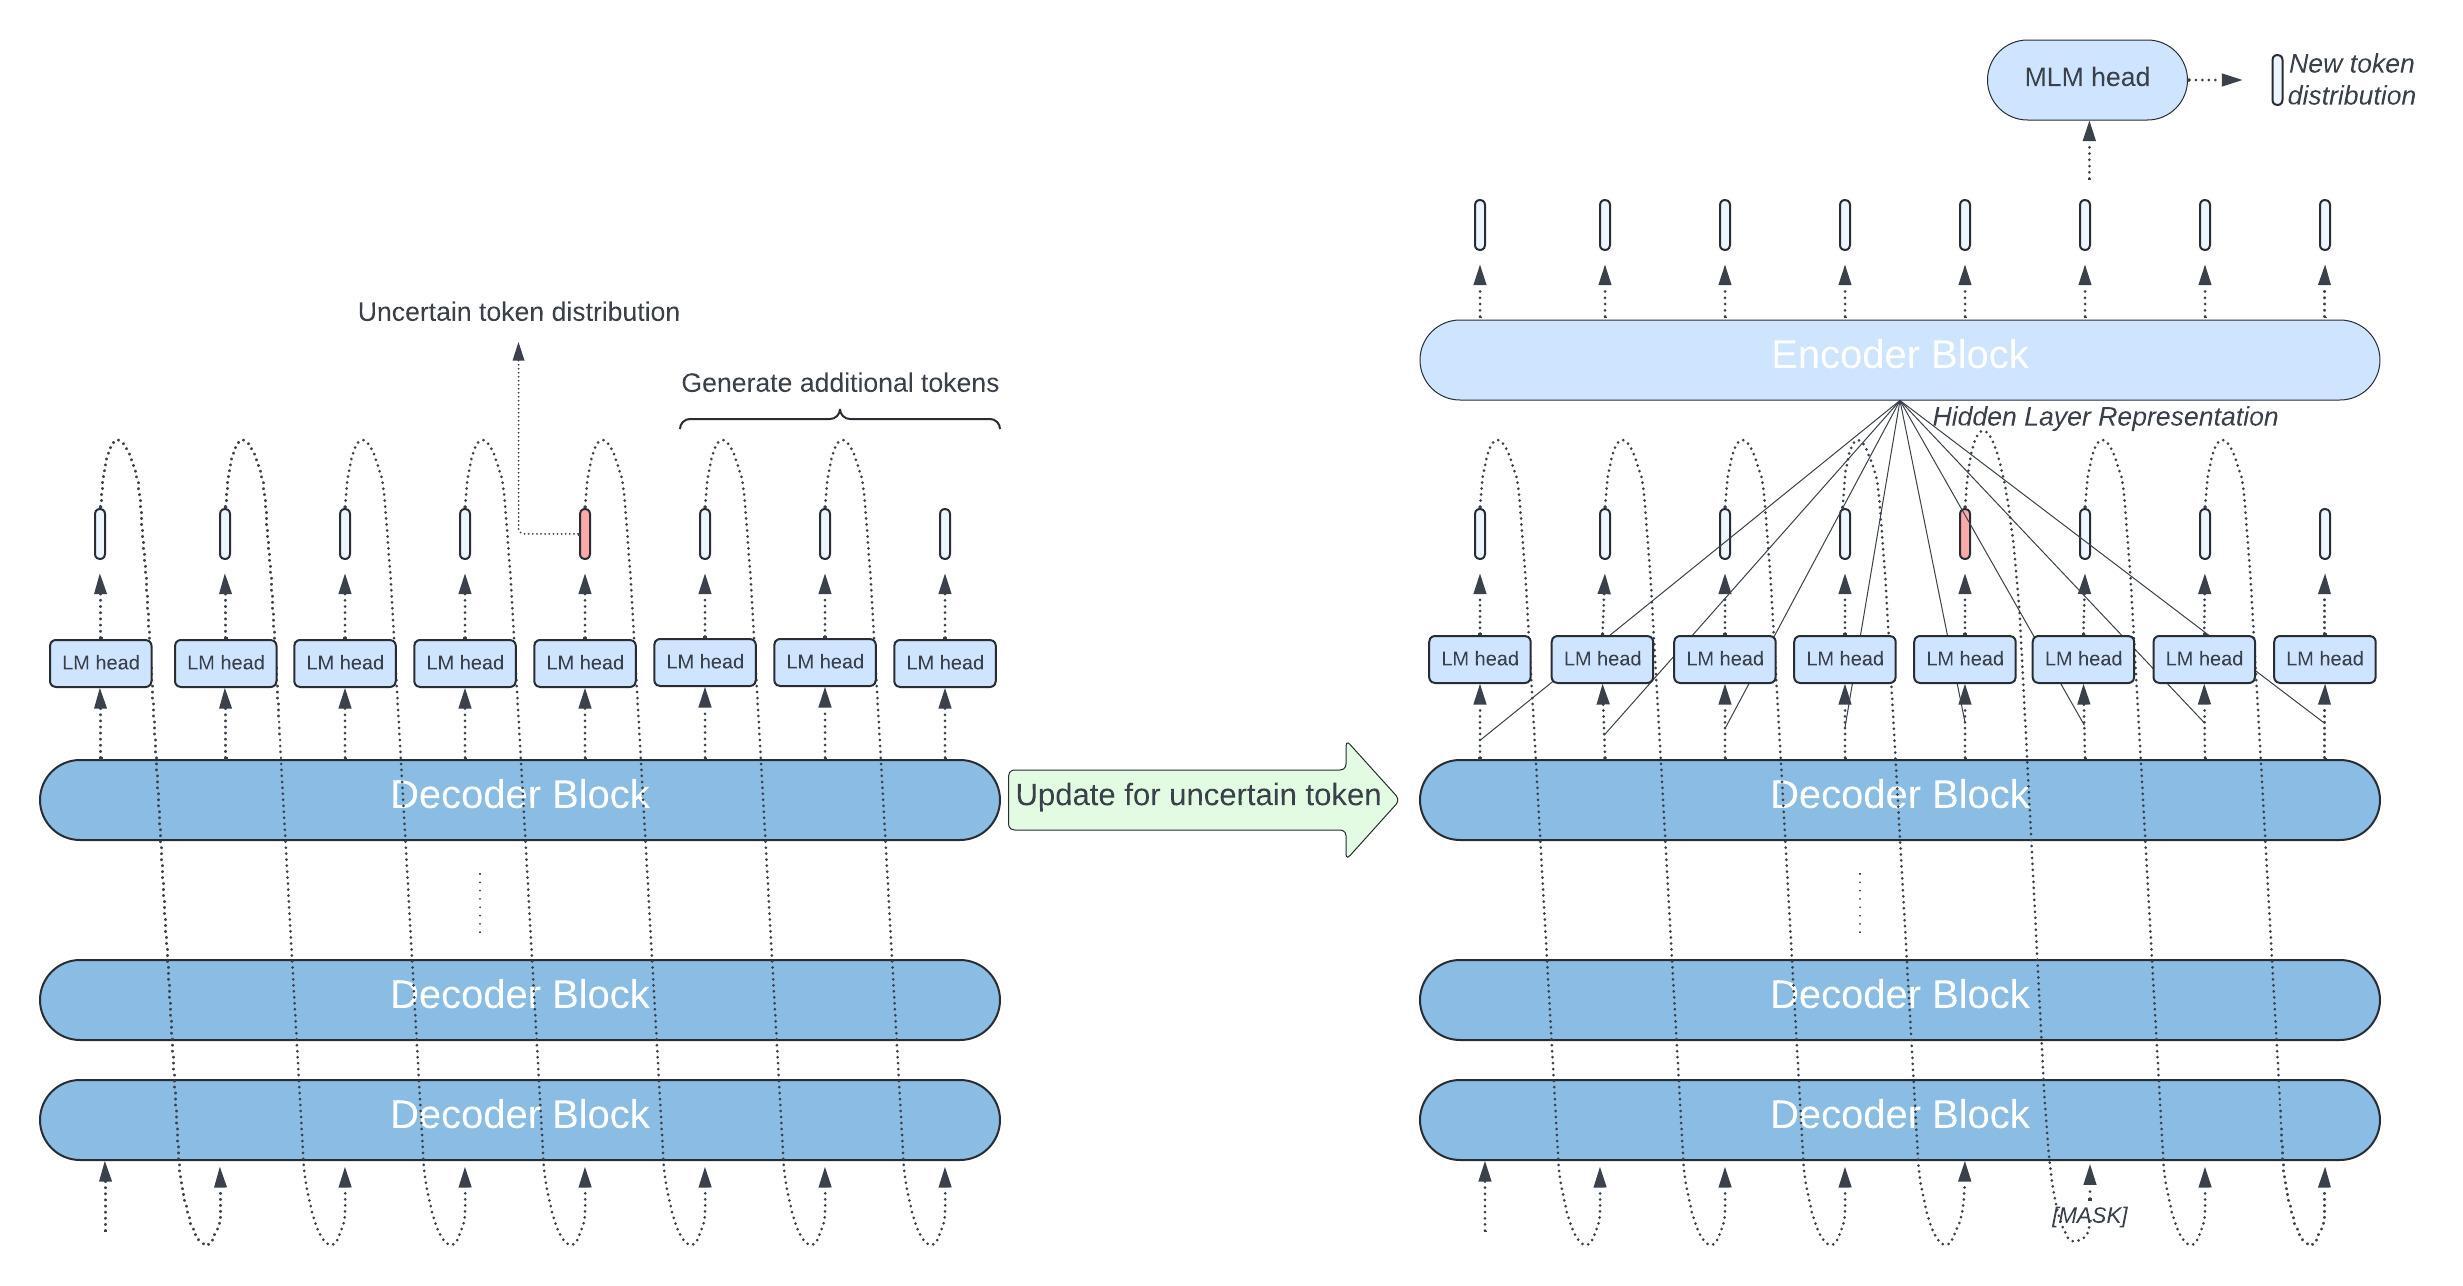 MLM head
New token
distribution
Uncertain token distribution
Generate additional tokens
Encoder Block
Hidden Layer Representation
LM head LM head LM head LM head LM head LM head LM head LM head
LM head LM head LM head LM head LM head LM head LM head LM head
Decoder Block
Update for uncertain token
Decoder Block
Decoder Block
Decoder Block
Decoder Block
Decoder Block
[MASK]